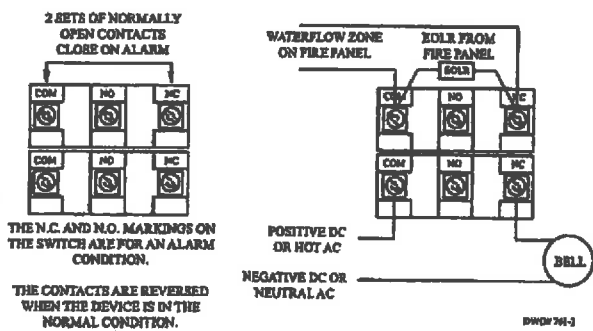 2 SETS OF NORMALLY
OPEN CONTACTS
CLOSE ON ALARM
COM NO NC
COM NO NC
THE N.C. AND N.O. MARKINGS ON
THE SWITCH ARE FOR AN ALARM
CONDITION.
THE CONTACTS ARE REVERSED
WHEN THE DEVICE IS IN THE
NORMAL CONDITION.
WATERFLOW ZONE
ON FIRE PANEL
EOLR FROM
FIRE PANEL
EOLR
COM NO NC
COM NO NC
POSITIVE DC
OR HOT AC
NEGATIVE DC OR
NEUTRAL AC
BELL